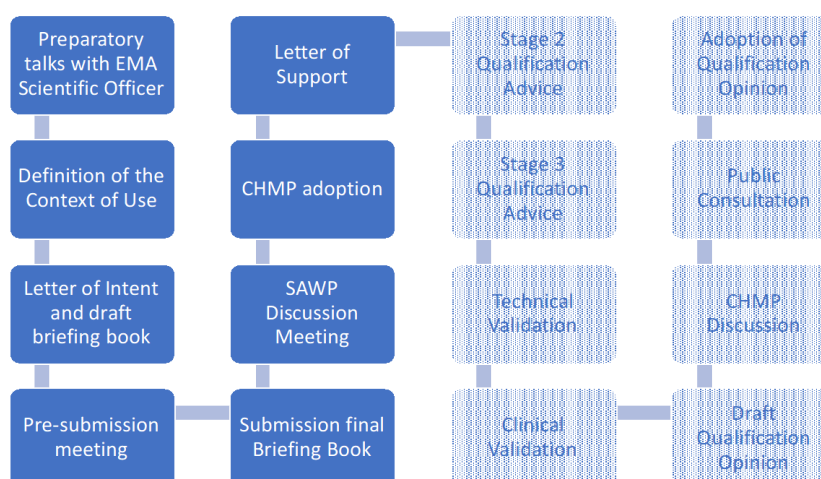 Preparatory
talks with EMA
Scientific Officer
Definition of the
Context of Use
Letter of Intent
and draft
briefing book
Pre-submission
meeting
Submission final
Briefing Book
SAWP
Discussion
Meeting
CHMP adoption
Letter of
Support
Stage 2
Qualification
Advice
Stage 3
Qualification
Advice
Technical
Validation
Clinical
Validation
Draft
Qualification
Opinion
CHMP
Discussion
Public
Consultation
Adoption of
Qualification
Opinion